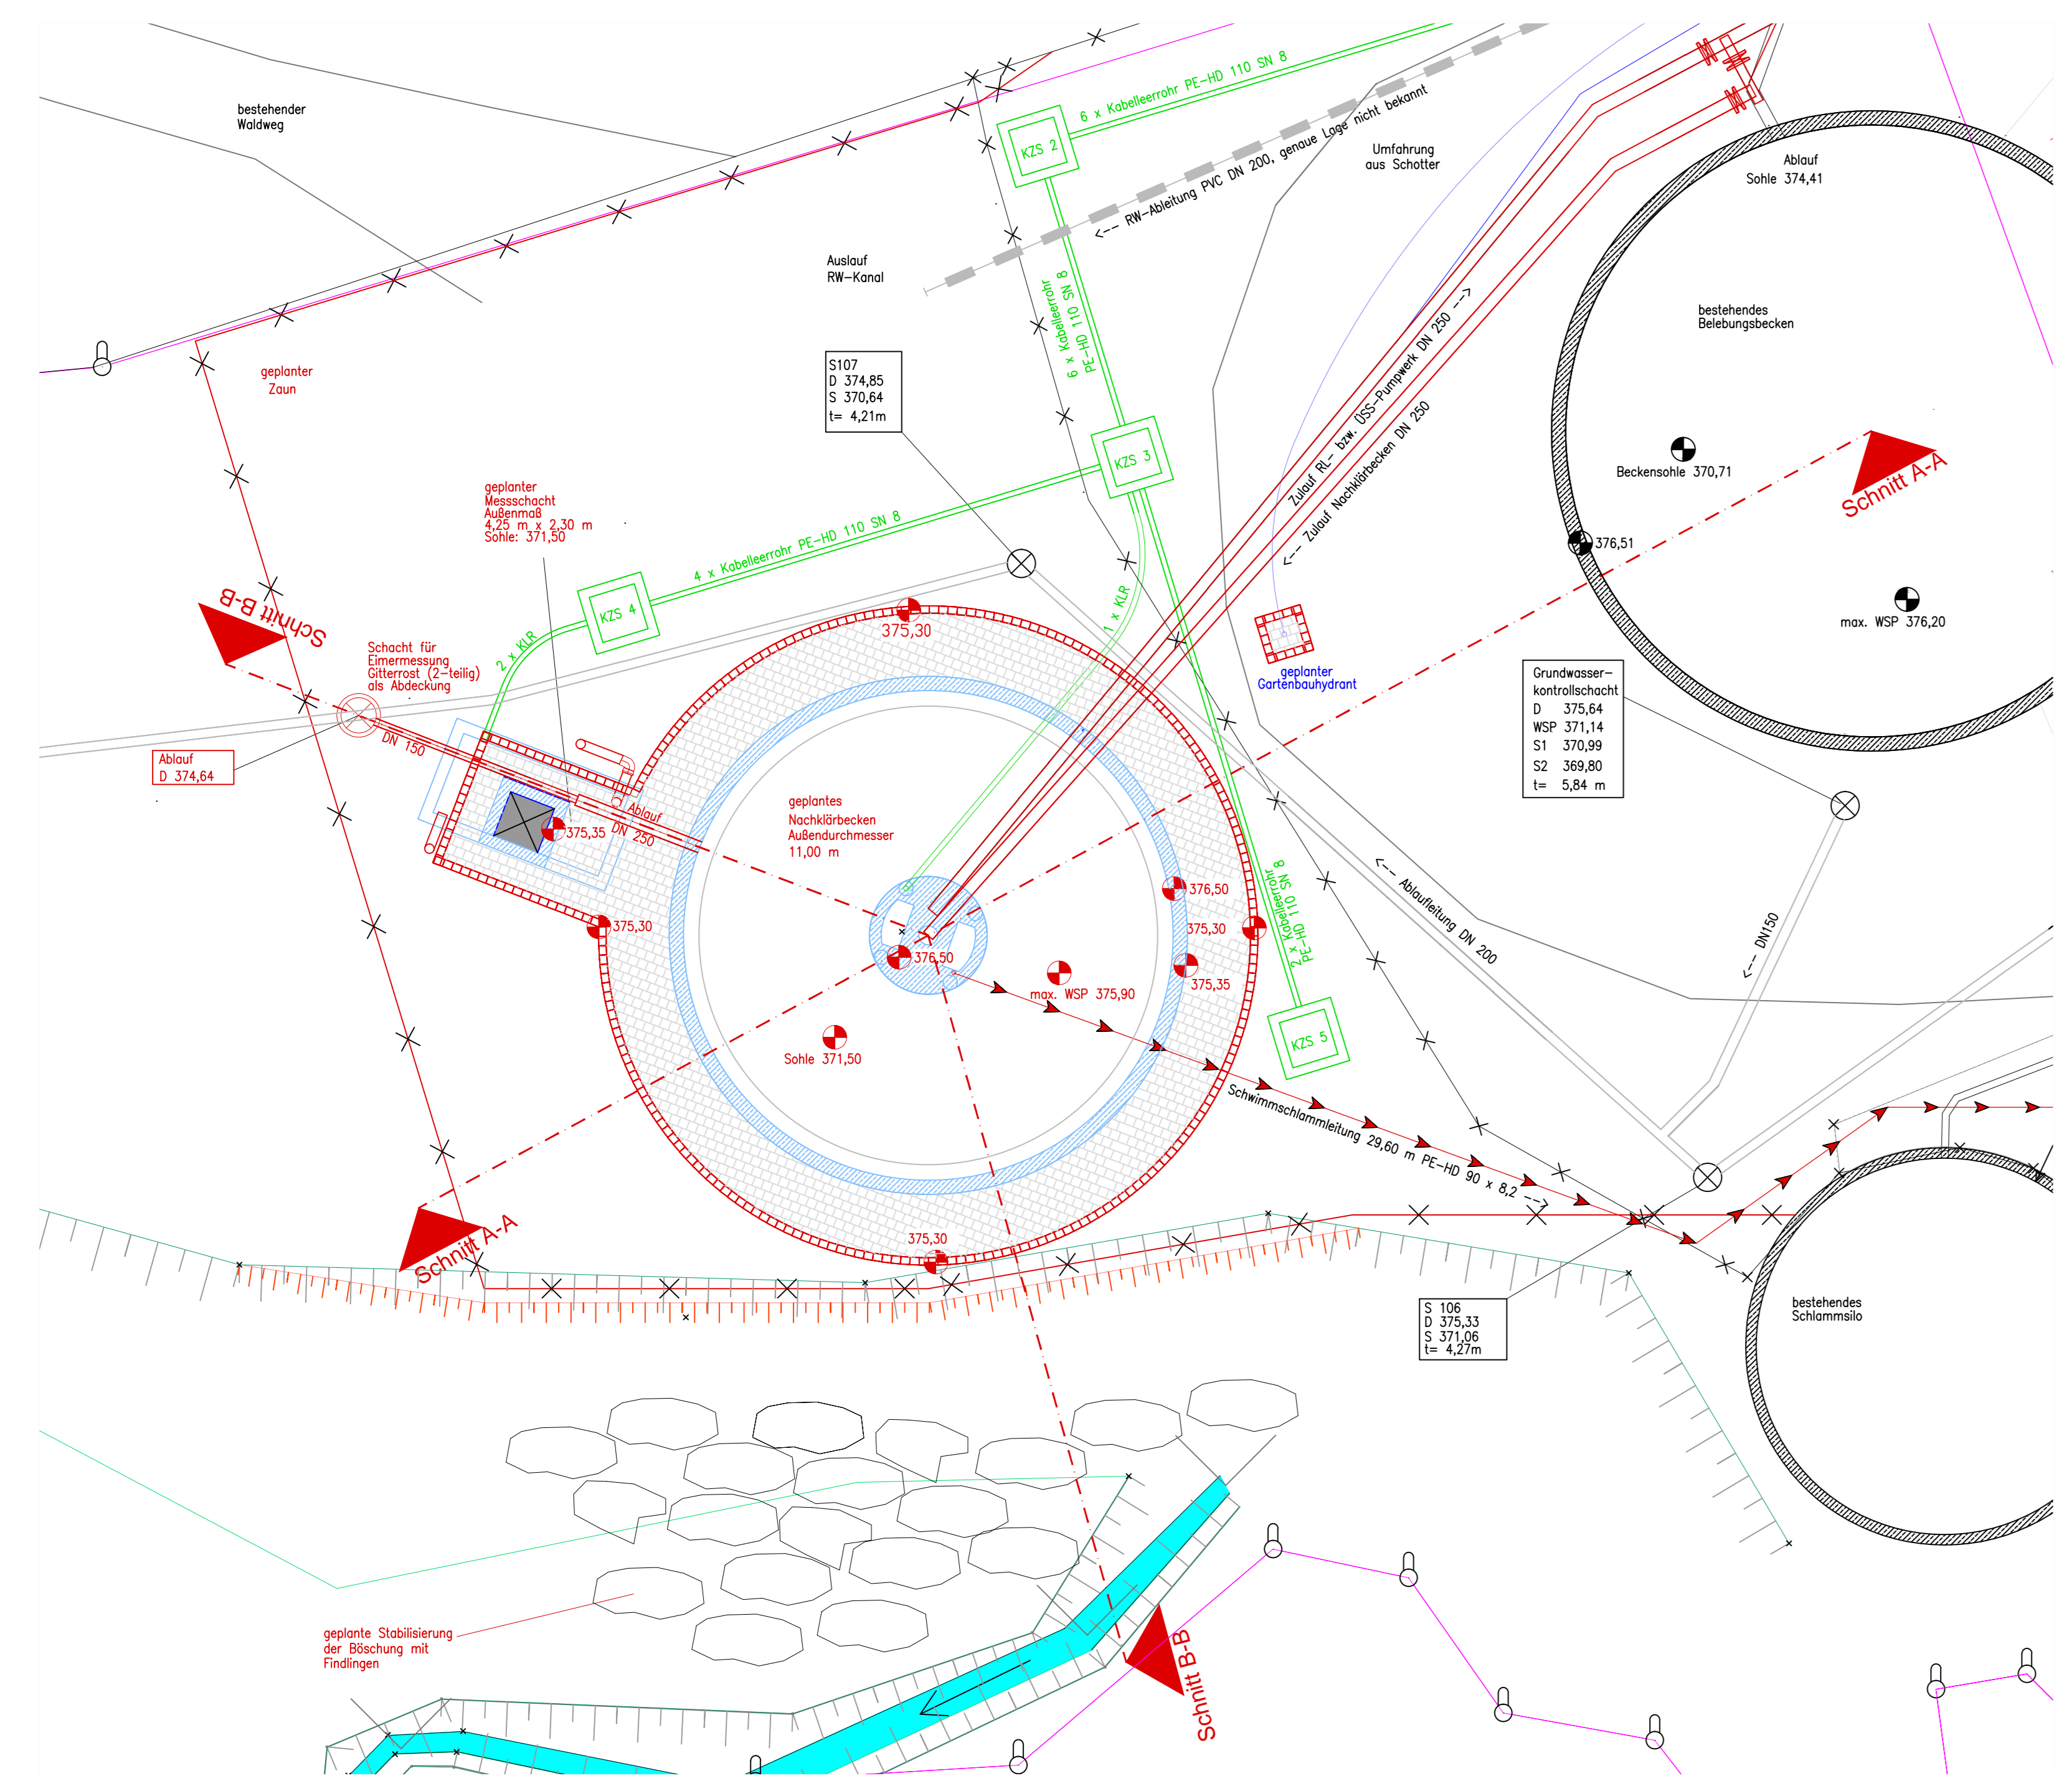 bestehender
Waldweg
6 x Kabelleerrohr PE-HD 110 SN 8
KZS 2
RW-Ableitung PVC DN 200, genaue Lage nicht bekannt
Umfahrung
aus Schotter
Ablauf
Sohle 374,41
Auslauf
RW-Kanal
6 x Kabelleerrohr
PE-HD 110 SN 8
bestehendes
Belebungsbecken
geplanter
Zaun
S107
D 374,85
S 370,64
t= 4,21m
Zulauf RL- bzw. ÜSS-Pumpwerk DN 250
Zulauf Nachklärbecken DN 250
KZS 3
Beckensohle 370,71
Schnitt A-A
geplanter
Messschacht
Außenmaß
4,25 m x 2,30 m
Sohle: 371,50
4 x Kabelleerrohr PE-HD 110 SN 8
376,51
KZS 4
1 x KLR
2 x KLR
Schnitt B-B
375,30
max. WSP 376,20
Schacht für
Eimermessung
Gitterrost (2-teilig)
als Abdeckung
geplanter
Gartenbauhydrant
Grundwasser-
kontrollschacht
D 375,64
WSP 371,14
S1 370,99
S2 369,80
t= 5,84 m
DN 150
Ablauf
D 374,64
Ablauf
DN 250
375,35
geplantes
Nachklärbecken
Außendurchmesser
11,00 m
376,50
375,30
375,30
2 x Kabelleerrohr
PE-HD 110 SN 8
Ablaufleitung DN 200
DN150
376,50
375,35
max. WSP 375,90
Sohle 371,50
KZS 5
Schwimmschlammleitung 29,60 m PE-HD 90 x 8,2
Schnitt A-A
375,30
S 106
D 375,33
S 371,06
t= 4,27m
bestehendes
Schlammsilo
geplante Stabilisierung
der Böschung mit
Findlingen
Schnitt B-B